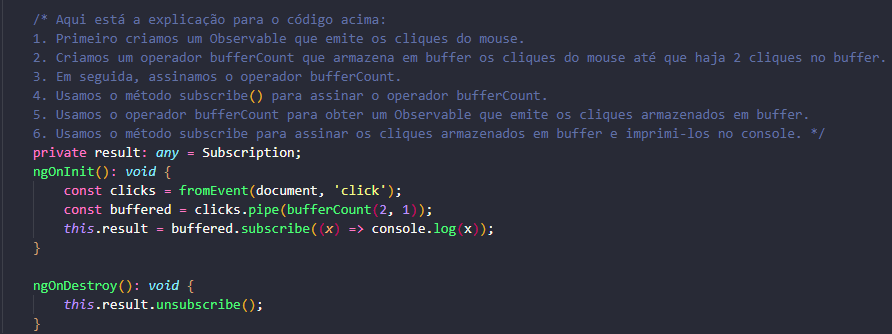 /* Aqui está a explicação para o código acima:
1. Primeiro criamos um Observable que emite os cliques do mouse.
2. Criamos um operador bufferCount que armazena em buffer os cliques do mouse até que haja 2 cliques no buffer.
3. Em seguida, assinamos o operador bufferCount.
4. Usamos o método subscribe() para assinar o operador bufferCount.
5. Usamos o operador bufferCount para obter um Observable que emite os cliques armazenados em buffer.
6. Usamos o método subscribe para assinar os cliques armazenados em buffer e imprimi-los no console. */
private result: any = Subscription;
ngOnInit(): void {
    const clicks = fromEvent(document, 'click');
    const buffered = clicks.pipe(bufferCount(2, 1));
    this.result = buffered.subscribe((x) => console.log(x));
}

ngOnDestroy(): void {
    this.result.unsubscribe();
}